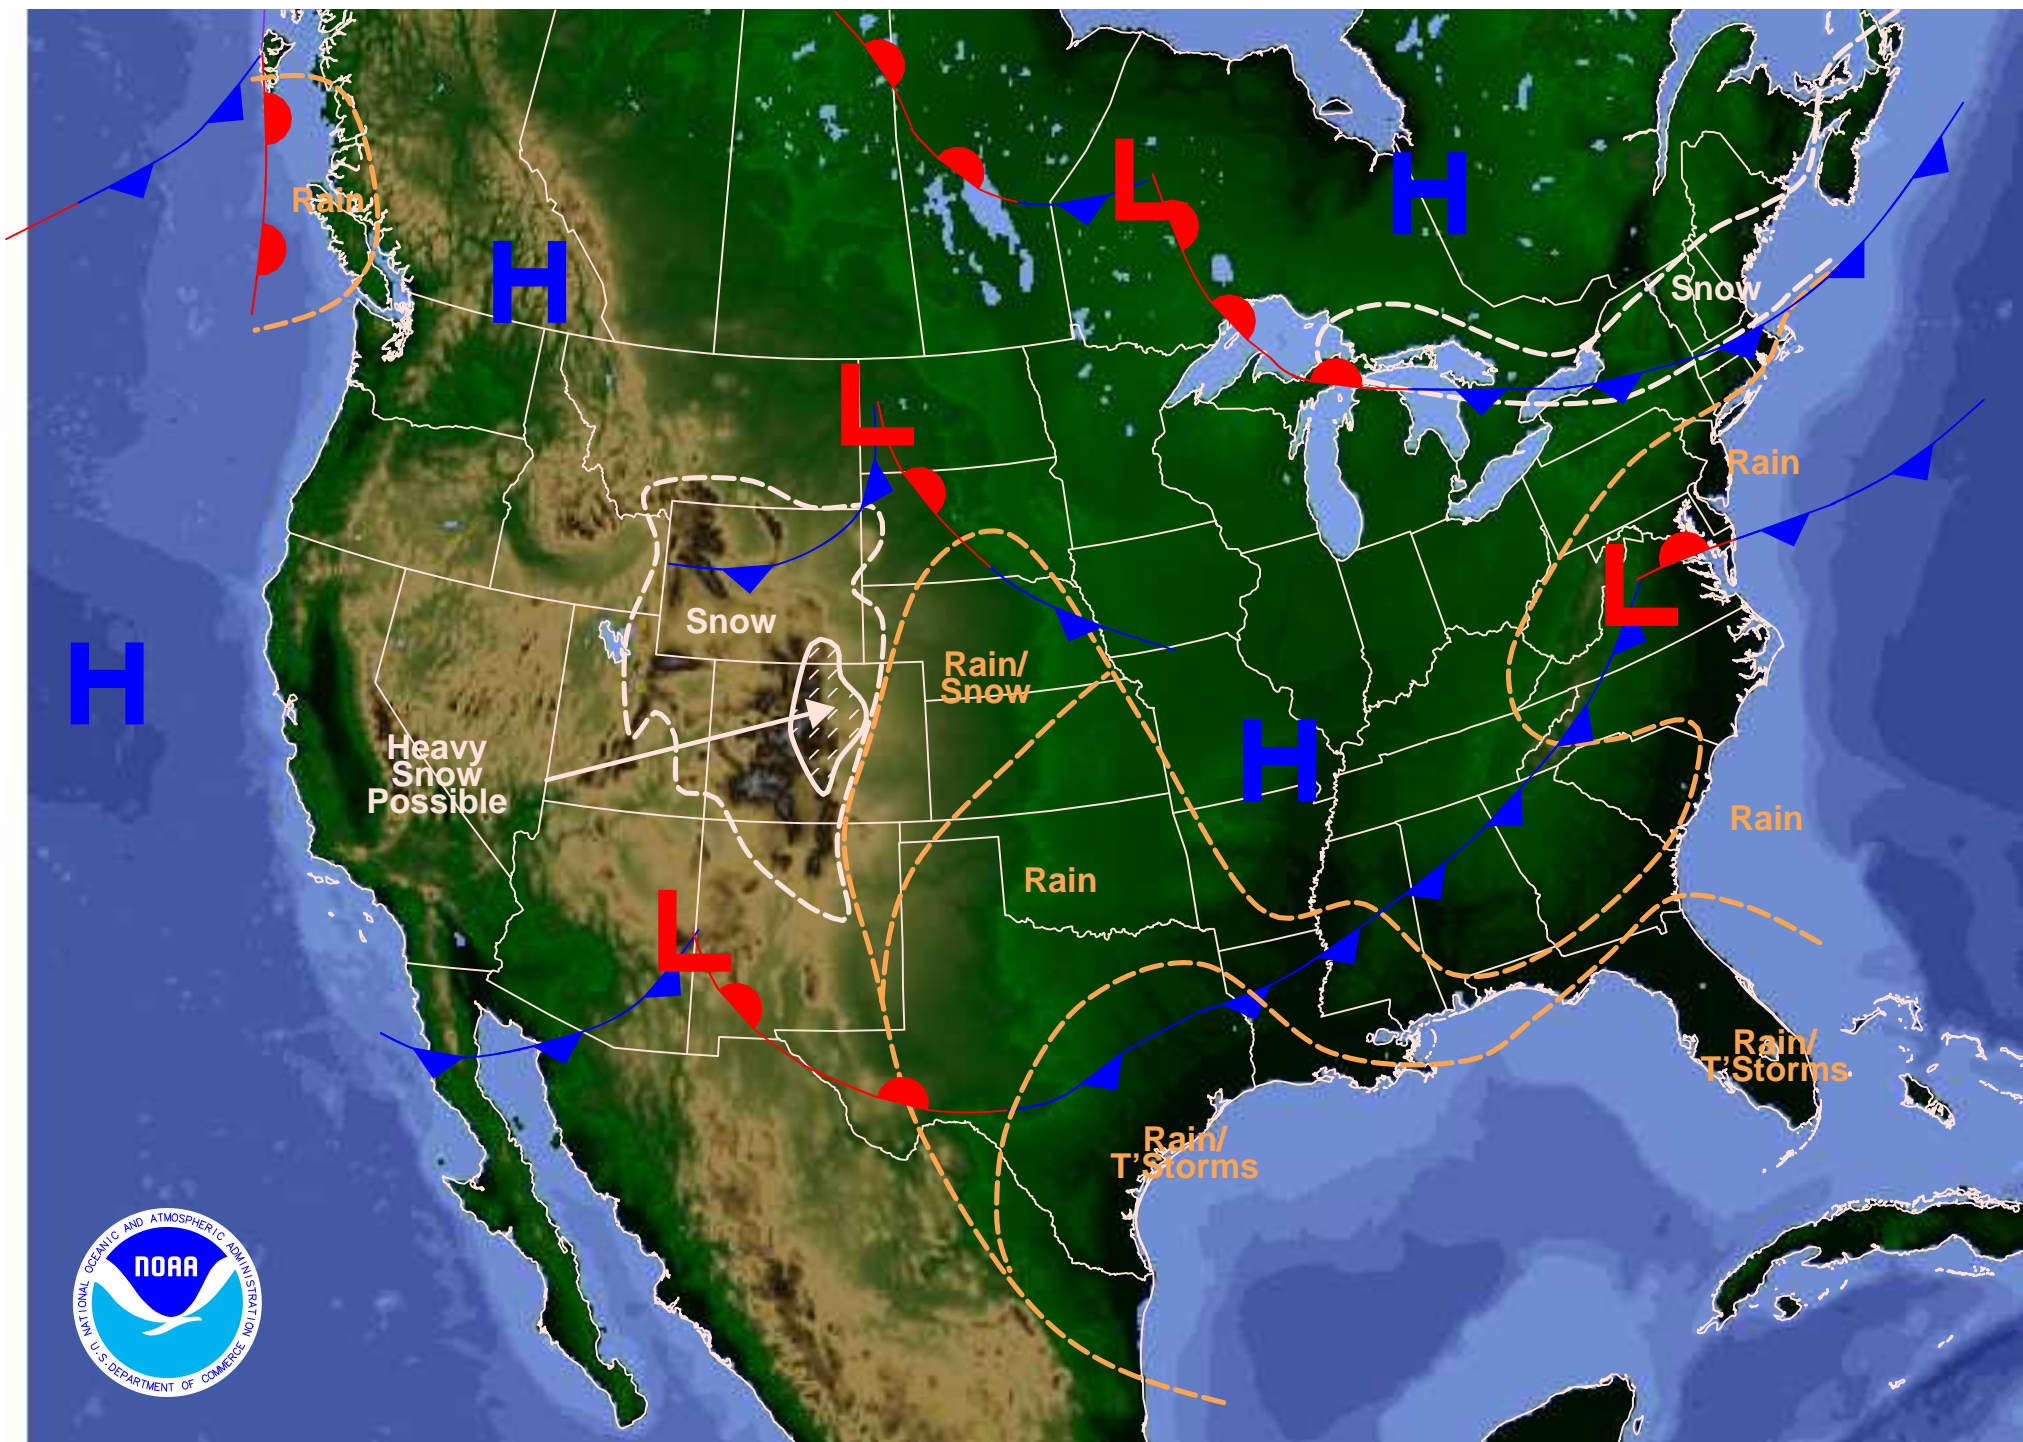 Rain
H
L
H
H
Snow
L
Rain
L
Snow
Rain/
Snow
H
Heavy
Snow
Possible
H
Rain
Rain
L
Rain/
T'Storms
Rain/
T'Storms
NATIONAL OCEANIC AND ATMOSPHERIC ADMINISTRATION
NOAA
U.S. DEPARTMENT OF COMMERCE